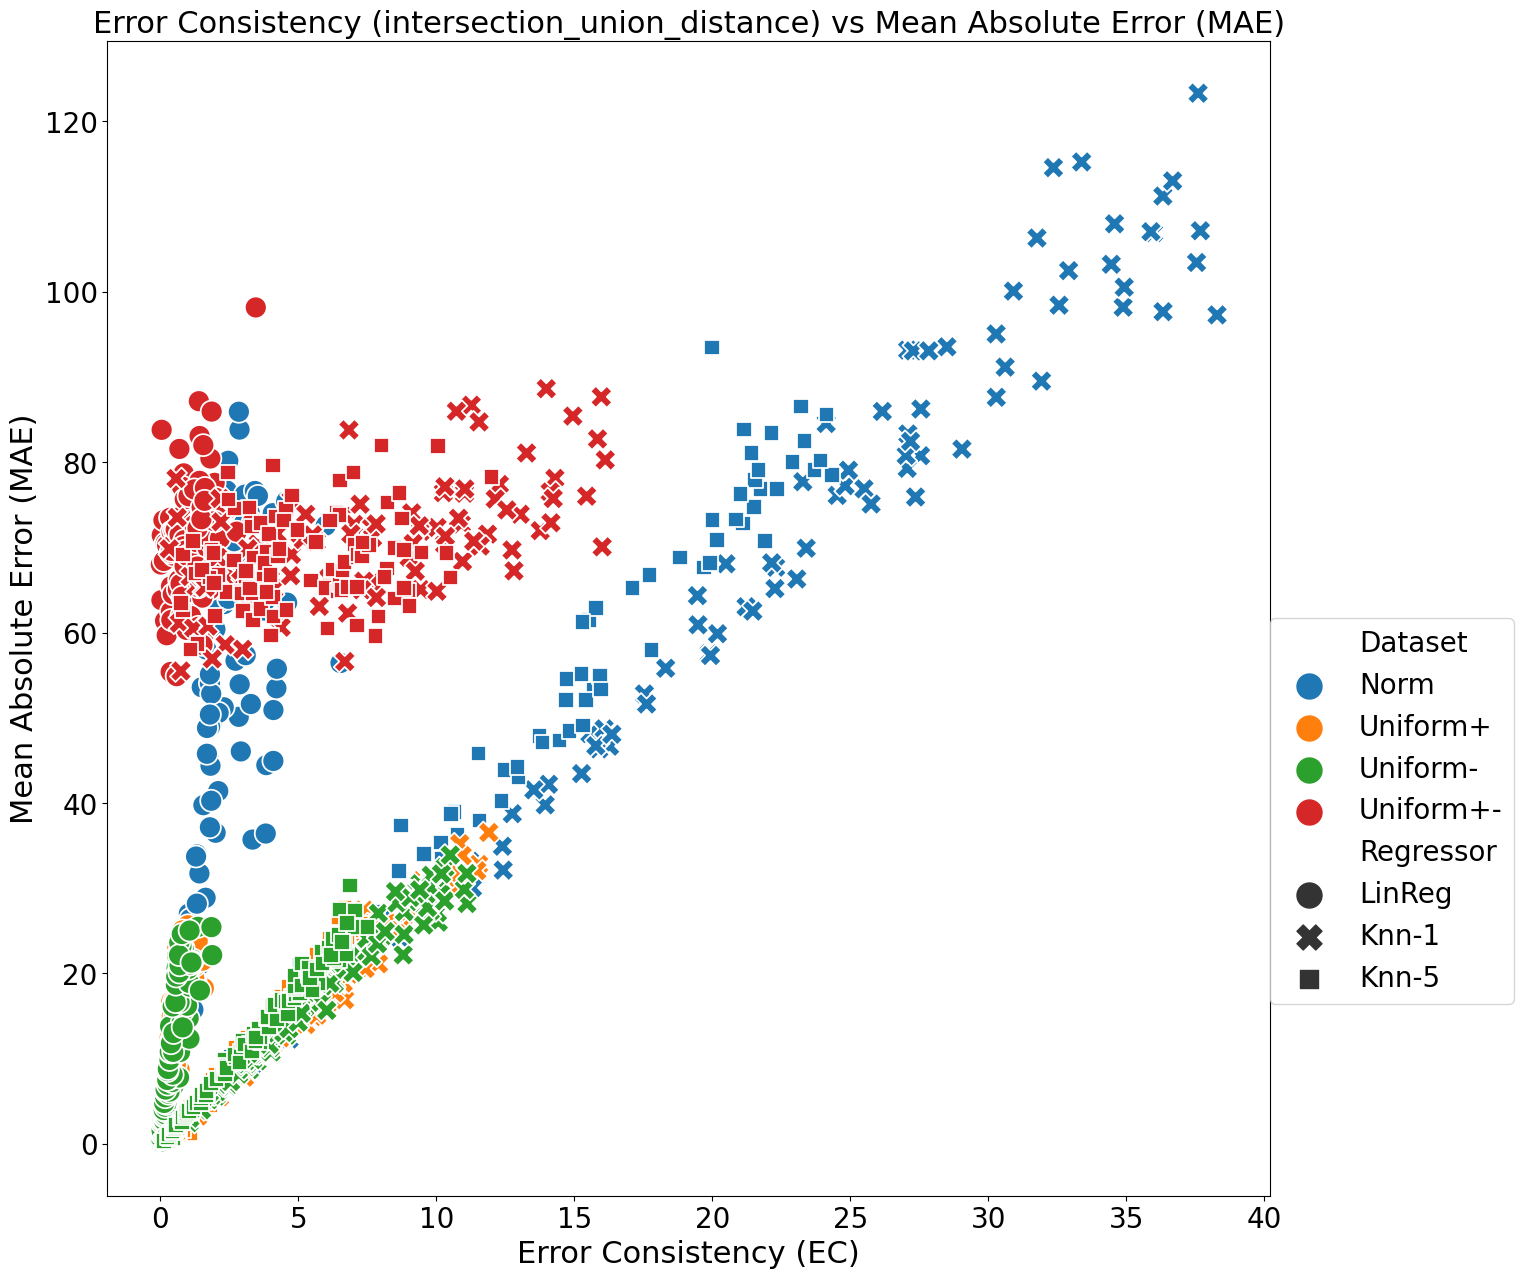 Error Consistency (intersection_union_distance) vs Mean Absolute Error (MAE)
Mean Absolute Error (MAE)
120
100
80
60
40
20
0
0 5 10 15 20 25 30 35 40
Error Consistency (EC)
Dataset
Norm
Uniform+
Uniform-
Uniform+-
Regressor
LinReg
Knn-1
Knn-5